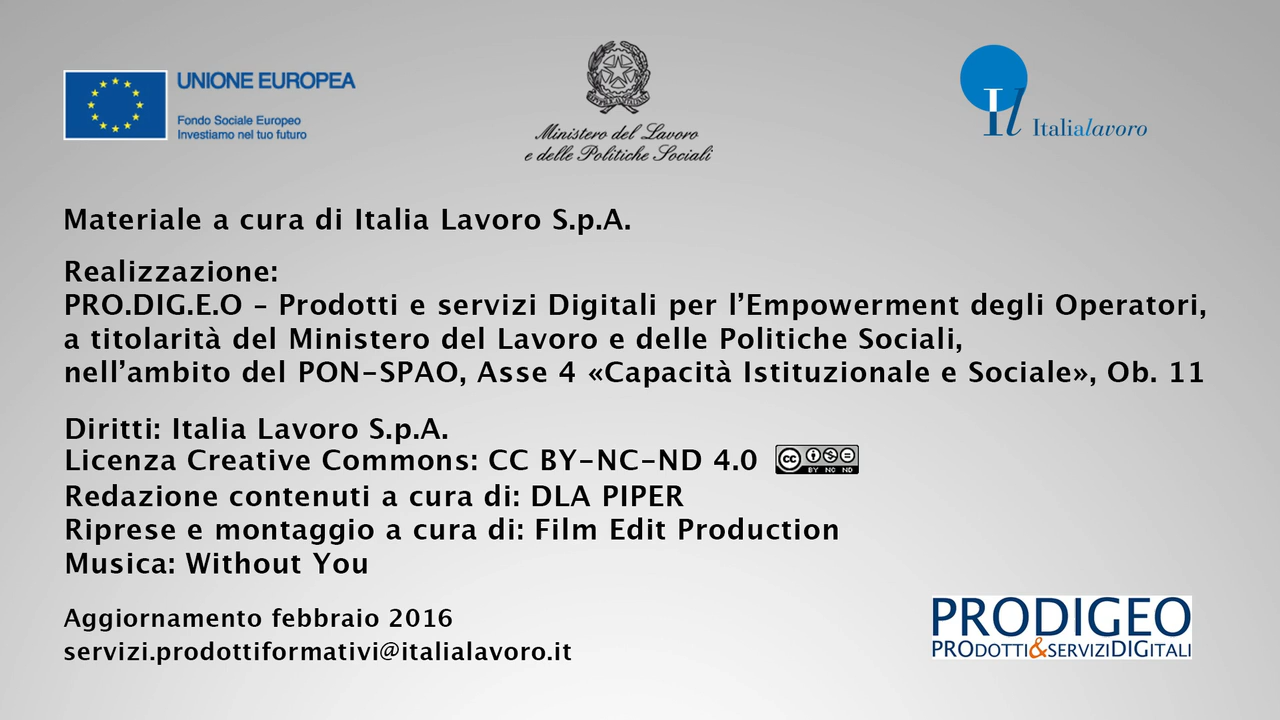 UNIONE EUROPEA
Fondo Sociale Europeo
Investiamo nel tuo futuro
Ministero del Lavoro
e delle Politiche Sociali
Il Italialavoro
Materiale a cura di Italia Lavoro S.p.A.
Realizzazione:
PRO.DIG.E.O – Prodotti e servizi Digitali per l’Empowerment degli Operatori,
a titolarità del Ministero del Lavoro e delle Politiche Sociali,
nell’ambito del PON-SPAO, Asse 4 «Capacità Istituzionale e Sociale», Ob. 11
Diritti: Italia Lavoro S.p.A.
Licenza Creative Commons: CC BY-NC-ND 4.0 cc BY NC ND
Redazione contenuti a cura di: DLA PIPER
Riprese e montaggio a cura di: Film Edit Production
Musica: Without You
Aggiornamento febbraio 2016
servizi.prodottiformativi@italialavoro.it
PRODIGEO
PRODOTTI&SERVIZIDIGITALI